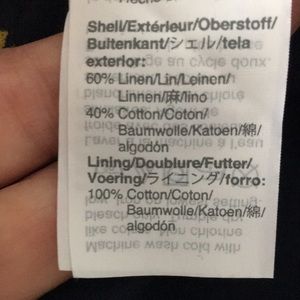 Shell/Extérieur/Oberstoff/
Buitenkant/シェル/tela
exterior:
60% Linen/Lin/Leinen/
Linnen/麻/lino
40% Cotton/Coton/
Baumwolle/Katoen/綿/
algodón
Lining/Doublure/Futter/
Voering/ライニング/forro:
100% Cotton/Coton/
Baumwolle/Katoen/綿/
algodón